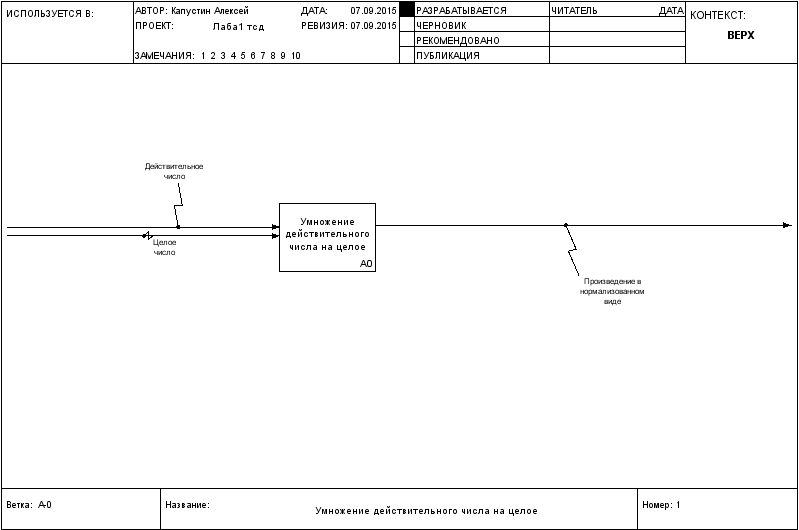 ИСПОЛЬЗУЕТСЯ В:
АВТОР: Капустин Алексей
ДАТА: 07.09.2015
ПРОЕКТ: Лаба1 тсд
РЕВИЗИЯ: 07.09.2015
ЗАМЕЧАНИЯ: 1 2 3 4 5 6 7 8 9 10
РАЗРАБАТЫВАЕТСЯ
ЧЕРНОВИК
РЕКОМЕНДОВАНО
ПУБЛИКАЦИЯ
ЧИТАТЕЛЬ ДАТА
КОНТЕКСТ:
ВЕРХ
Действительное
число
Целое
число
Умножение
действительного
числа на целое
A0
Произведение в
нормализованном
виде
Ветка: A-0
Название:
Умножение действительного числа на целое
Номер: 1